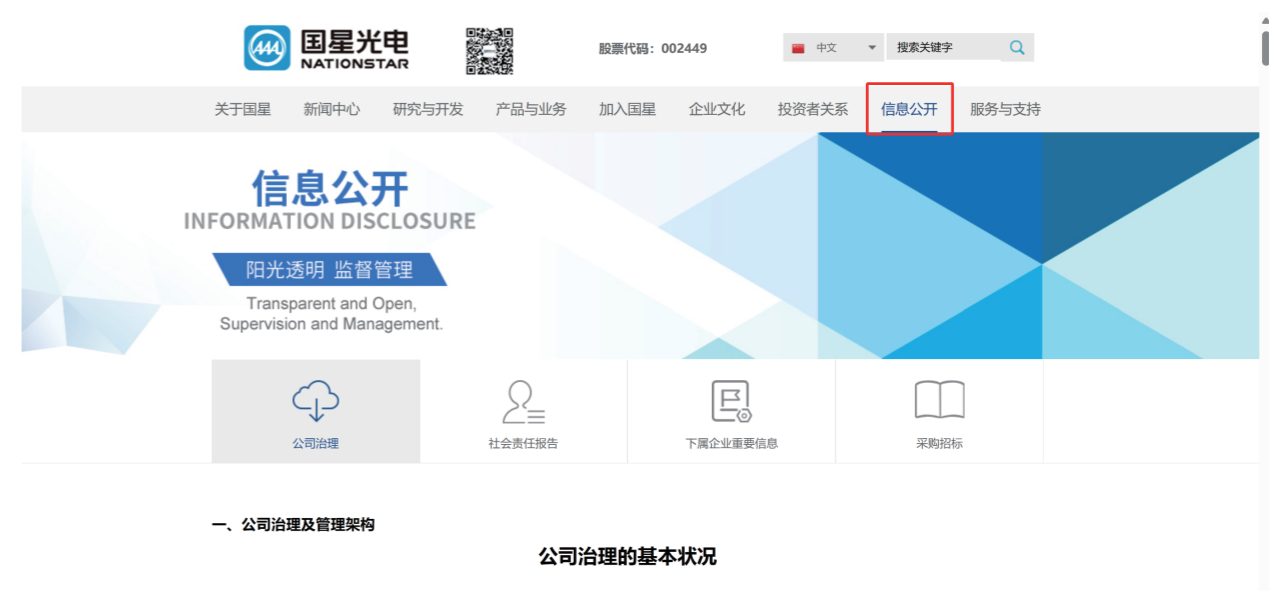 国星光电
NATIONSTAR
股票代码：002449
中文
搜索关键字
关于国星 新闻中心 研究与开发 产品与业务 加入国星 企业文化 投资者关系 信息公开 服务与支持
信息公开
INFORMATION DISCLOSURE
阳光透明 监督管理
Transparent and Open,
Supervision and Management.
公司治理 社会责任报告 下属企业重要信息 采购招标
一、公司治理及管理架构
公司治理的基本状况